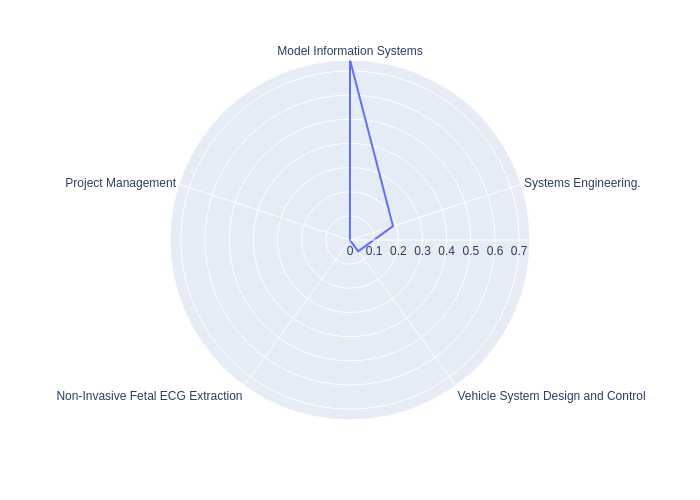 Model Information Systems
Project Management
Systems Engineering.
0 0.1 0.2 0.3 0.4 0.5 0.6 0.7
Non-Invasive Fetal ECG Extraction
Vehicle System Design and Control